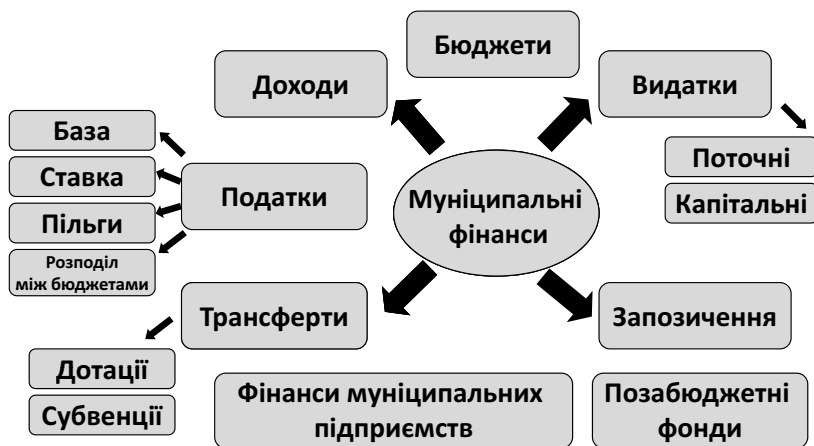 Бюджети
Доходи
Видатки
База
Ставка
Пільги
Розподіл
між бюджетами
Податки
Муніципальні
фінанси
Поточні
Капітальні
Трансферти
Запозичення
Дотації
Субвенції
Фінанси муніципальних
підприємств
Позабюджетні
фонди